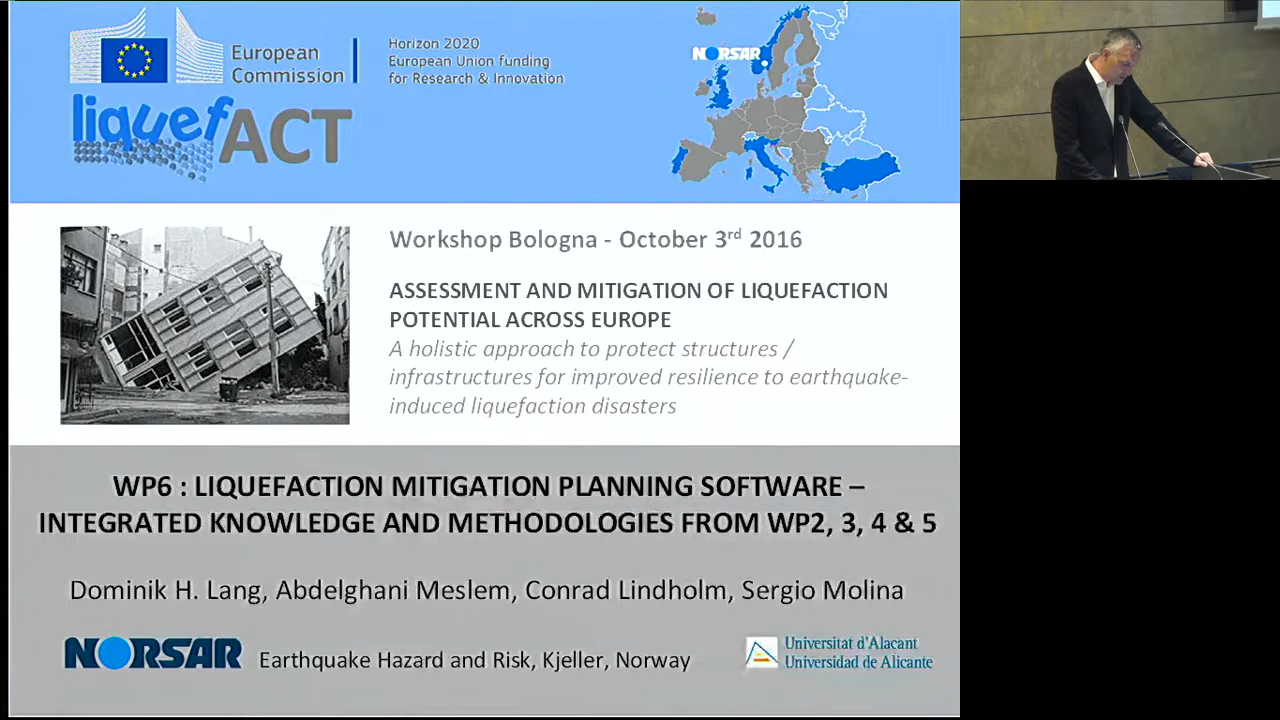 European
Commission
Horizon 2020
European Union funding
for Research & Innovation
liquefACT
NORSAR
Workshop Bologna - October 3rd 2016
ASSESSMENT AND MITIGATION OF LIQUEFACTION
POTENTIAL ACROSS EUROPE
A holistic approach to protect structures /
infrastructures for improved resilience to earthquake-
induced liquefaction disasters
WP6 : LIQUEFACTION MITIGATION PLANNING SOFTWARE –
INTEGRATED KNOWLEDGE AND METHODOLOGIES FROM WP2, 3, 4 & 5
Dominik H. Lang, Abdelghani Meslem, Conrad Lindholm, Sergio Molina
NORSAR
Earthquake Hazard and Risk, Kjeller, Norway
Universitat d'Alacant
Universidad de Alicante